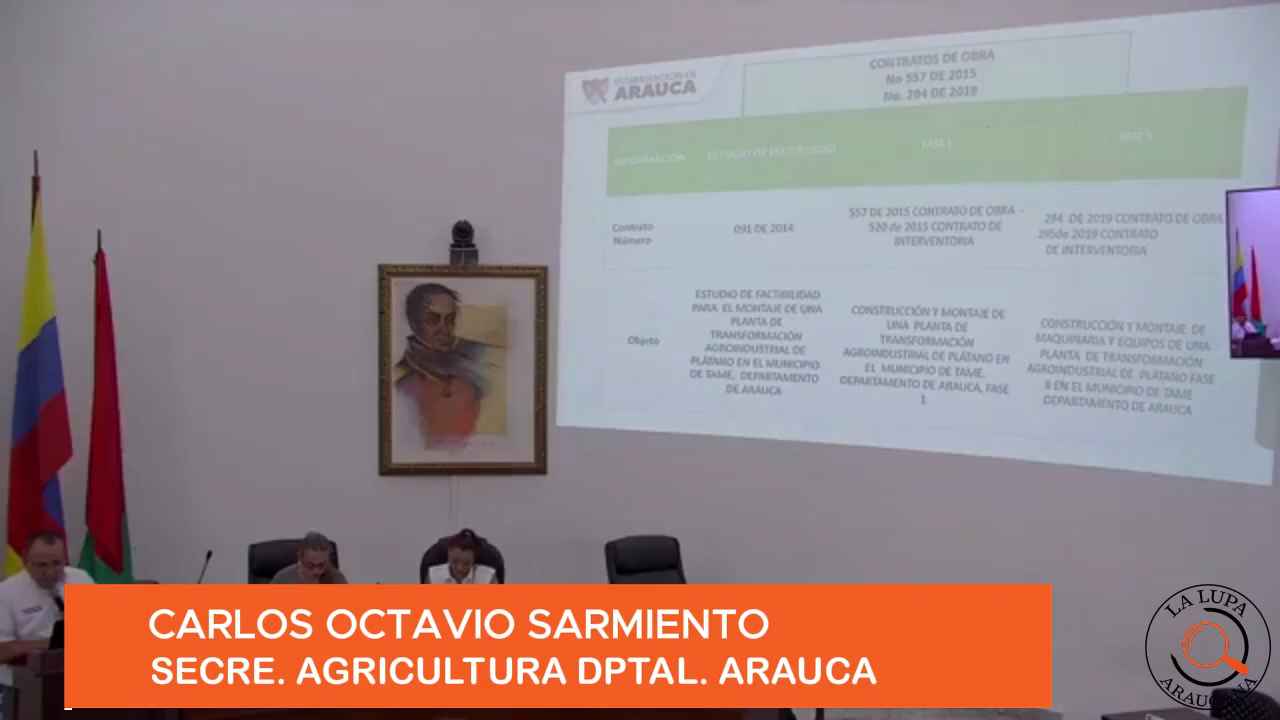 GOBERNACIÓN DE
ARAUCA
CONTRATOS DE OBRA
No 557 DE 2015
No. 294 DE 2019
INFORMACIÓN
ESTUDIO DE FACTIBILIDAD
FASE 1
Contrato
Número
091 DE 2014
557 DE 2015 CONTRATO DE OBRA -
520 de 2015 CONTRATO DE
INTERVENTORIA
294 DE 2019 CONTRATO DE OBRA
295de 2019 CONTRATO
DE INTERVENTORIA
Objeto
ESTUDIO DE FACTIBILIDAD
PARA EL MONTAJE DE UNA
PLANTA DE
TRANSFORMACIÓN
AGROINDUSTRIAL DE
PLÁTANO EN EL MUNICIPIO
DE TAME, DEPARTAMENTO
DE ARAUCA
CONSTRUCCIÓN Y MONTAJE DE
UNA PLANTA DE
TRANSFORMACIÓN
AGROINDUSTRIAL DE PLÁTANO EN
EL MUNICIPIO DE TAME,
DEPARTAMENTO DE ARAUCA, FASE
1
CONSTRUCCIÓN Y MONTAJE DE
MAQUINARIA Y EQUIPOS DE UNA
PLANTA DE TRANSFORMACIÓN
AGROINDUSTRIAL DE PLÁTANO FASE
II EN EL MUNICIPIO DE TAME
DEPARTAMENTO DE ARAUCA
CARLOS OCTAVIO SARMIENTO
SECRE. AGRICULTURA DPTAL. ARAUCA
LA LUPA
ARAUCANA